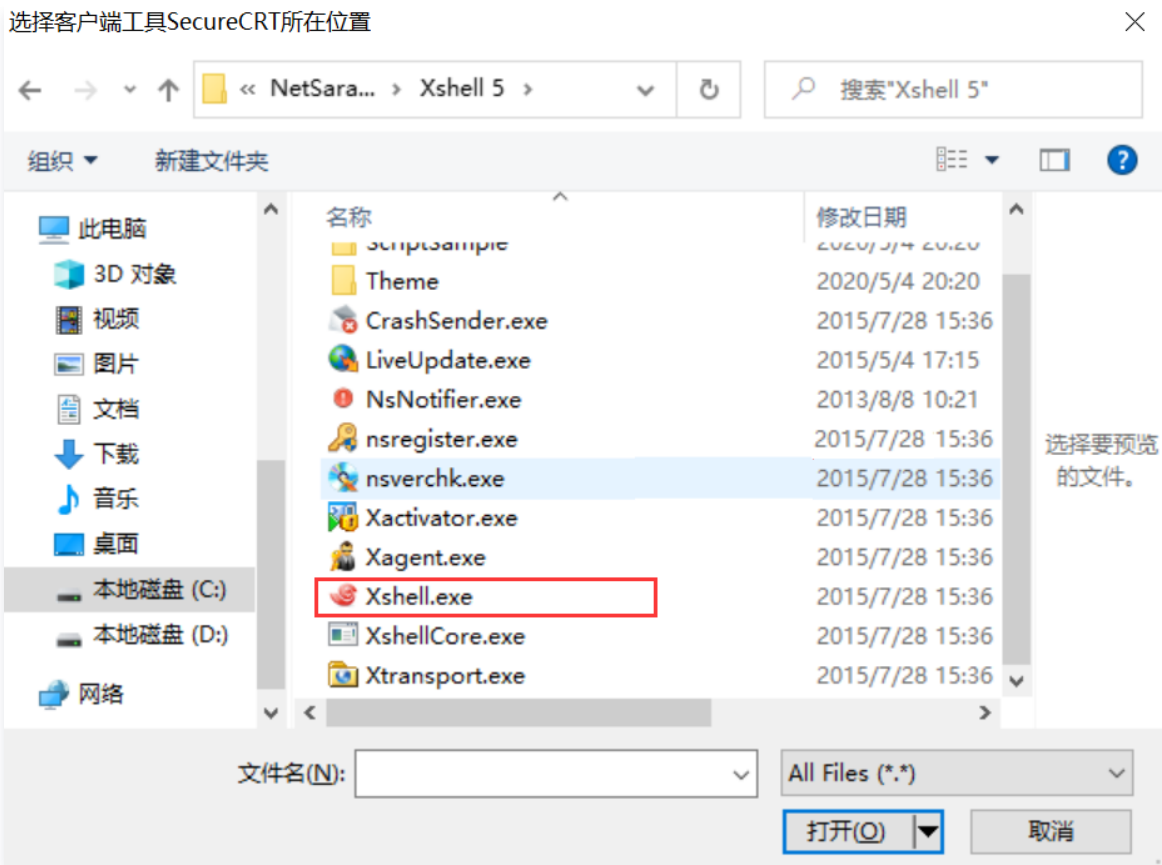 选择客户端工具SecureCRT所在位置
« NetSara... › Xshell 5 ›
搜索"Xshell 5"
组织 新建文件夹
此电脑
3D 对象
视频
图片
文档
下载
音乐
桌面
本地磁盘 (C:)
本地磁盘 (D:)
网络
名称 修改日期
ScriptSample 2020/5/4 20:20
Theme 2020/5/4 20:20
CrashSender.exe 2015/7/28 15:36
LiveUpdate.exe 2015/5/4 17:15
NsNotifier.exe 2013/8/8 10:21
nsregister.exe 2015/7/28 15:36
nsverchk.exe 2015/7/28 15:36
Xactivator.exe 2015/7/28 15:36
Xagent.exe 2015/7/28 15:36
Xshell.exe 2015/7/28 15:36
XshellCore.exe 2015/7/28 15:36
Xtransport.exe 2015/7/28 15:36
选择要预览
的文件。
文件名(N):
All Files (*.*)
打开(O) 取消